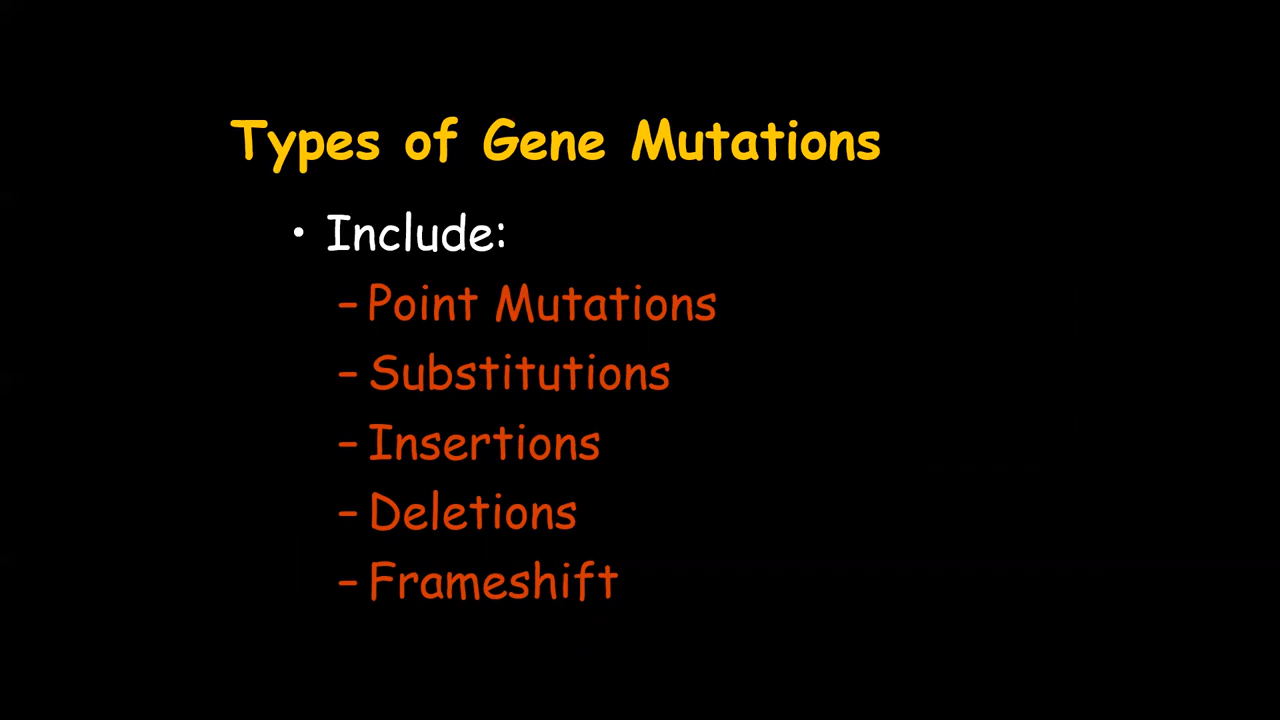 Types of Gene Mutations
• Include:
– Point Mutations
– Substitutions
– Insertions
– Deletions
– Frameshift